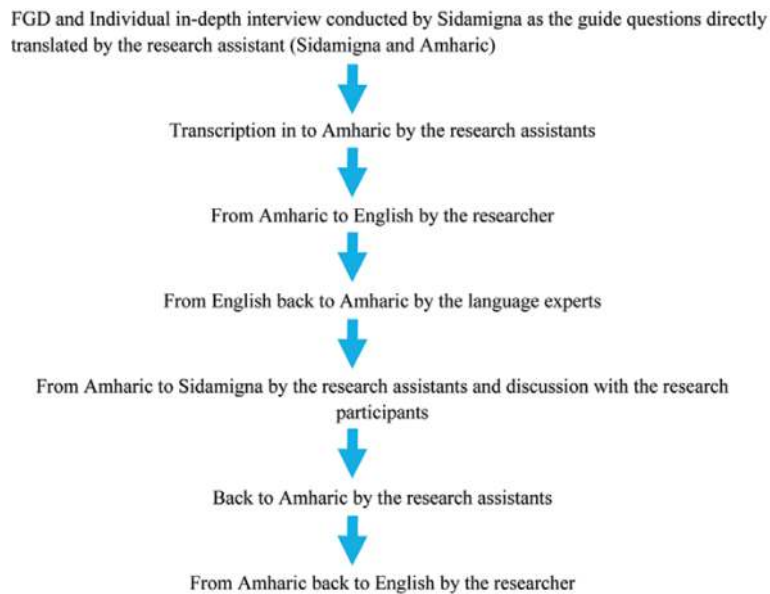 FGD and Individual in-depth interview conducted by Sidamigna as the guide questions directly
translated by the research assistant (Sidamigna and Amharic)
Transcription in to Amharic by the research assistants
From Amharic to English by the researcher
From English back to Amharic by the language experts
From Amharic to Sidamigna by the research assistants and discussion with the research
participants
Back to Amharic by the research assistants
From Amharic back to English by the researcher